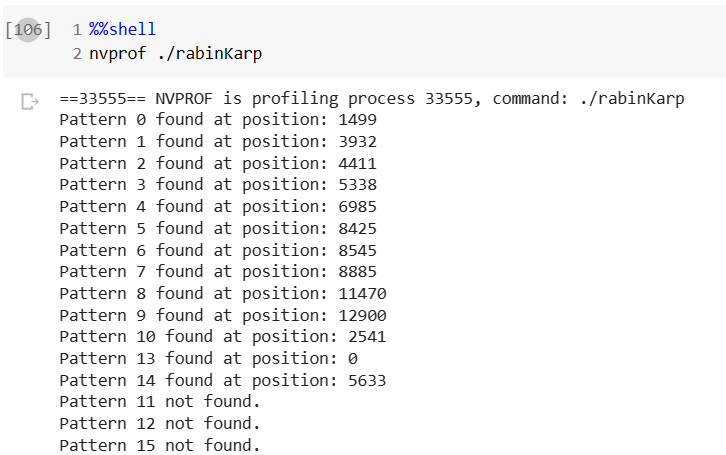 [106] 1 %%shell
2 nvprof ./rabinKarp
==33555== NVPROF is profiling process 33555, command: ./rabinKarp
Pattern 0 found at position: 1499
Pattern 1 found at position: 3932
Pattern 2 found at position: 4411
Pattern 3 found at position: 5338
Pattern 4 found at position: 6985
Pattern 5 found at position: 8425
Pattern 6 found at position: 8545
Pattern 7 found at position: 8885
Pattern 8 found at position: 11470
Pattern 9 found at position: 12900
Pattern 10 found at position: 2541
Pattern 13 found at position: 0
Pattern 14 found at position: 5633
Pattern 11 not found.
Pattern 12 not found.
Pattern 15 not found.